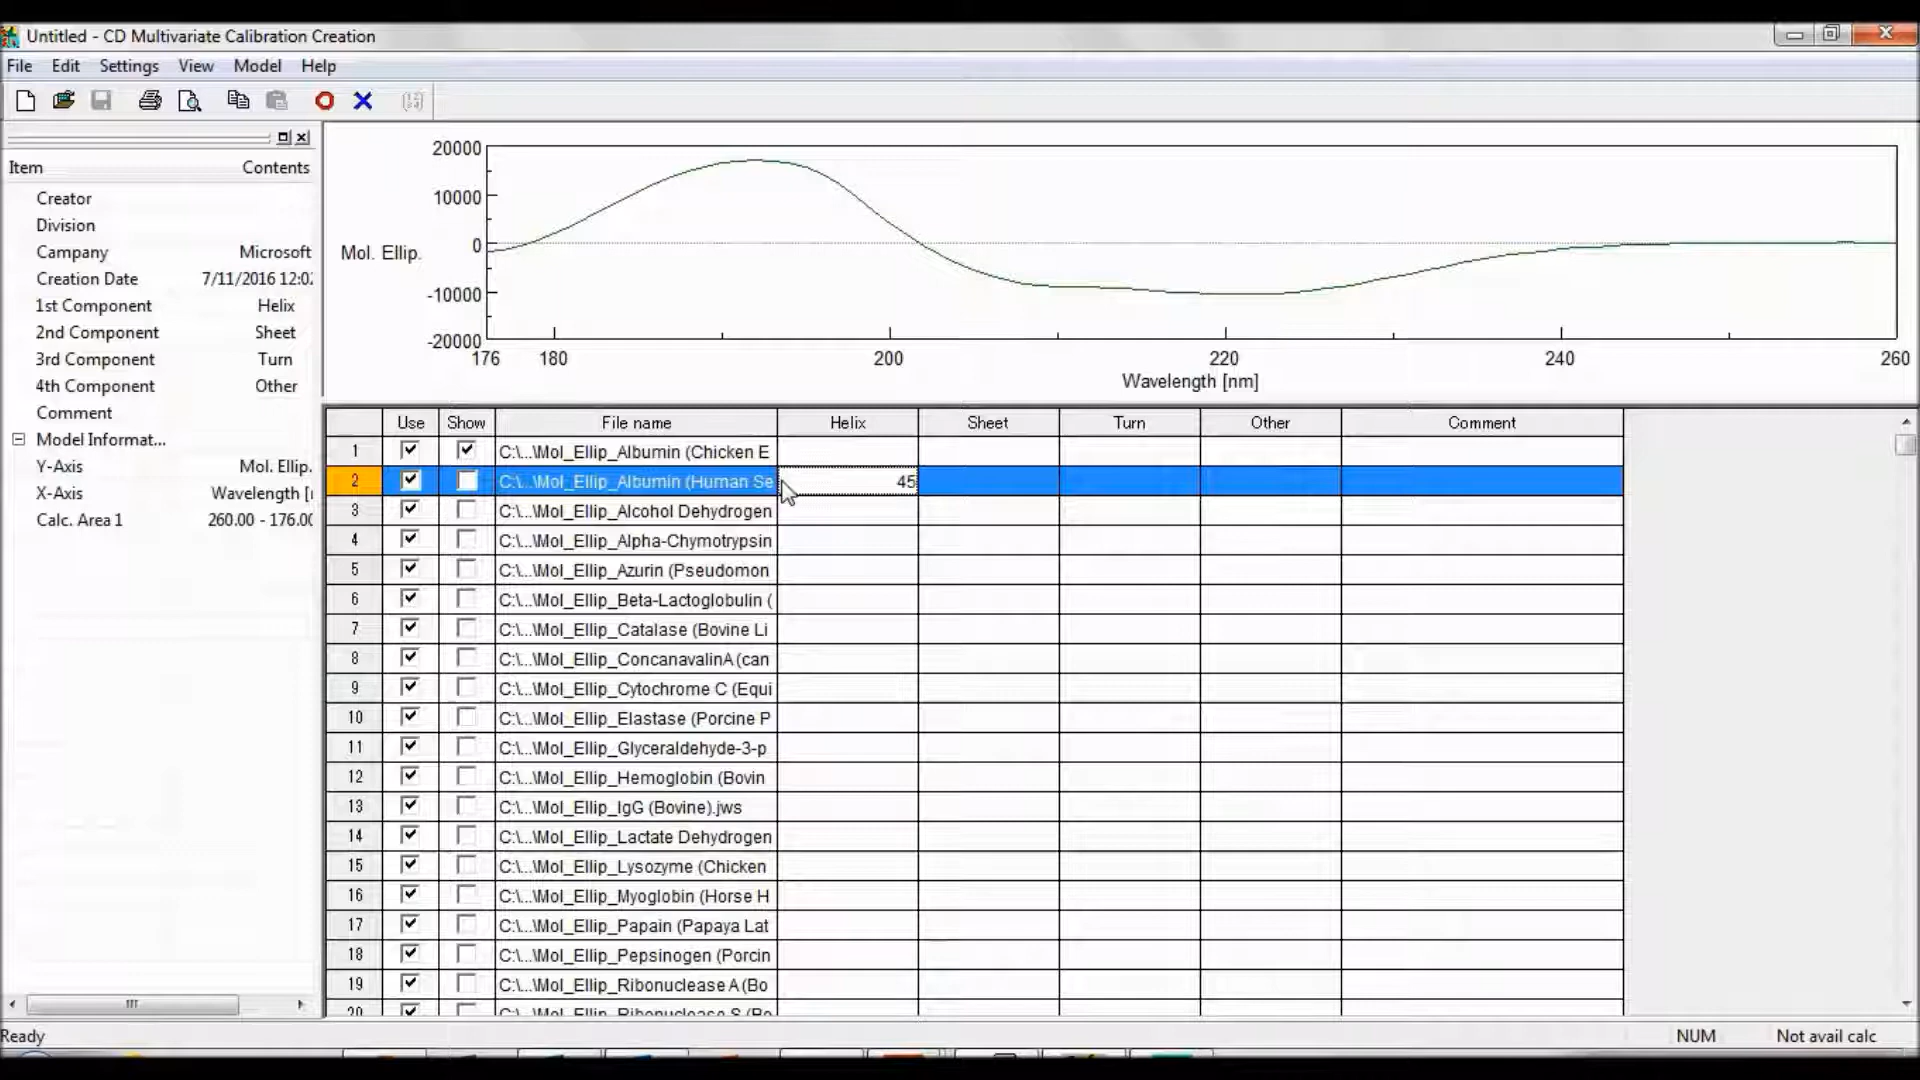 Untitled - CD Multivariate Calibration Creation
File Edit Settings View Model Help
Item Contents
Creator
Division
Campany Microsoft
Creation Date 7/11/2016 12:0
1st Component Helix
2nd Component Sheet
3rd Component Turn
4th Component Other
Comment
Model Informat...
Y-Axis Mol. Ellip.
X-Axis Wavelength [
Calc. Area 1 260.00 - 176.00
20000
10000
0
-10000
-20000
Mol. Ellip.
176 180 200 220 240 260
Wavelength [nm]
Use Show File name Helix Sheet Turn Other Comment
1 C:\...\Mol_Ellip_Albumin (Chicken E
2 C:\...\Mol_Ellip_Albumin (Human Se 45
3 C:\...\Mol_Ellip_Alcohol Dehydrogen
4 C:\...\Mol_Ellip_Alpha-Chymotrypsin
5 C:\...\Mol_Ellip_Azurin (Pseudomon
6 C:\...\Mol_Ellip_Beta-Lactoglobulin (
7 C:\...\Mol_Ellip_Catalase (Bovine Li
8 C:\...\Mol_Ellip_ConcanavalinA (can
9 C:\...\Mol_Ellip_Cytochrome C (Equi
10 C:\...\Mol_Ellip_Elastase (Porcine P
11 C:\...\Mol_Ellip_Glyceraldehyde-3-p
12 C:\...\Mol_Ellip_Hemoglobin (Bovin
13 C:\...\Mol_Ellip_IgG (Bovine).jws
14 C:\...\Mol_Ellip_Lactate Dehydrogen
15 C:\...\Mol_Ellip_Lysozyme (Chicken
16 C:\...\Mol_Ellip_Myoglobin (Horse H
17 C:\...\Mol_Ellip_Papain (Papaya Lat
18 C:\...\Mol_Ellip_Pepsinogen (Porcin
19 C:\...\Mol_Ellip_Ribonuclease A (Bo
20 C:\...\Mol_Ellip_Ribonuclease S (Bo
Ready NUM Not avail calc